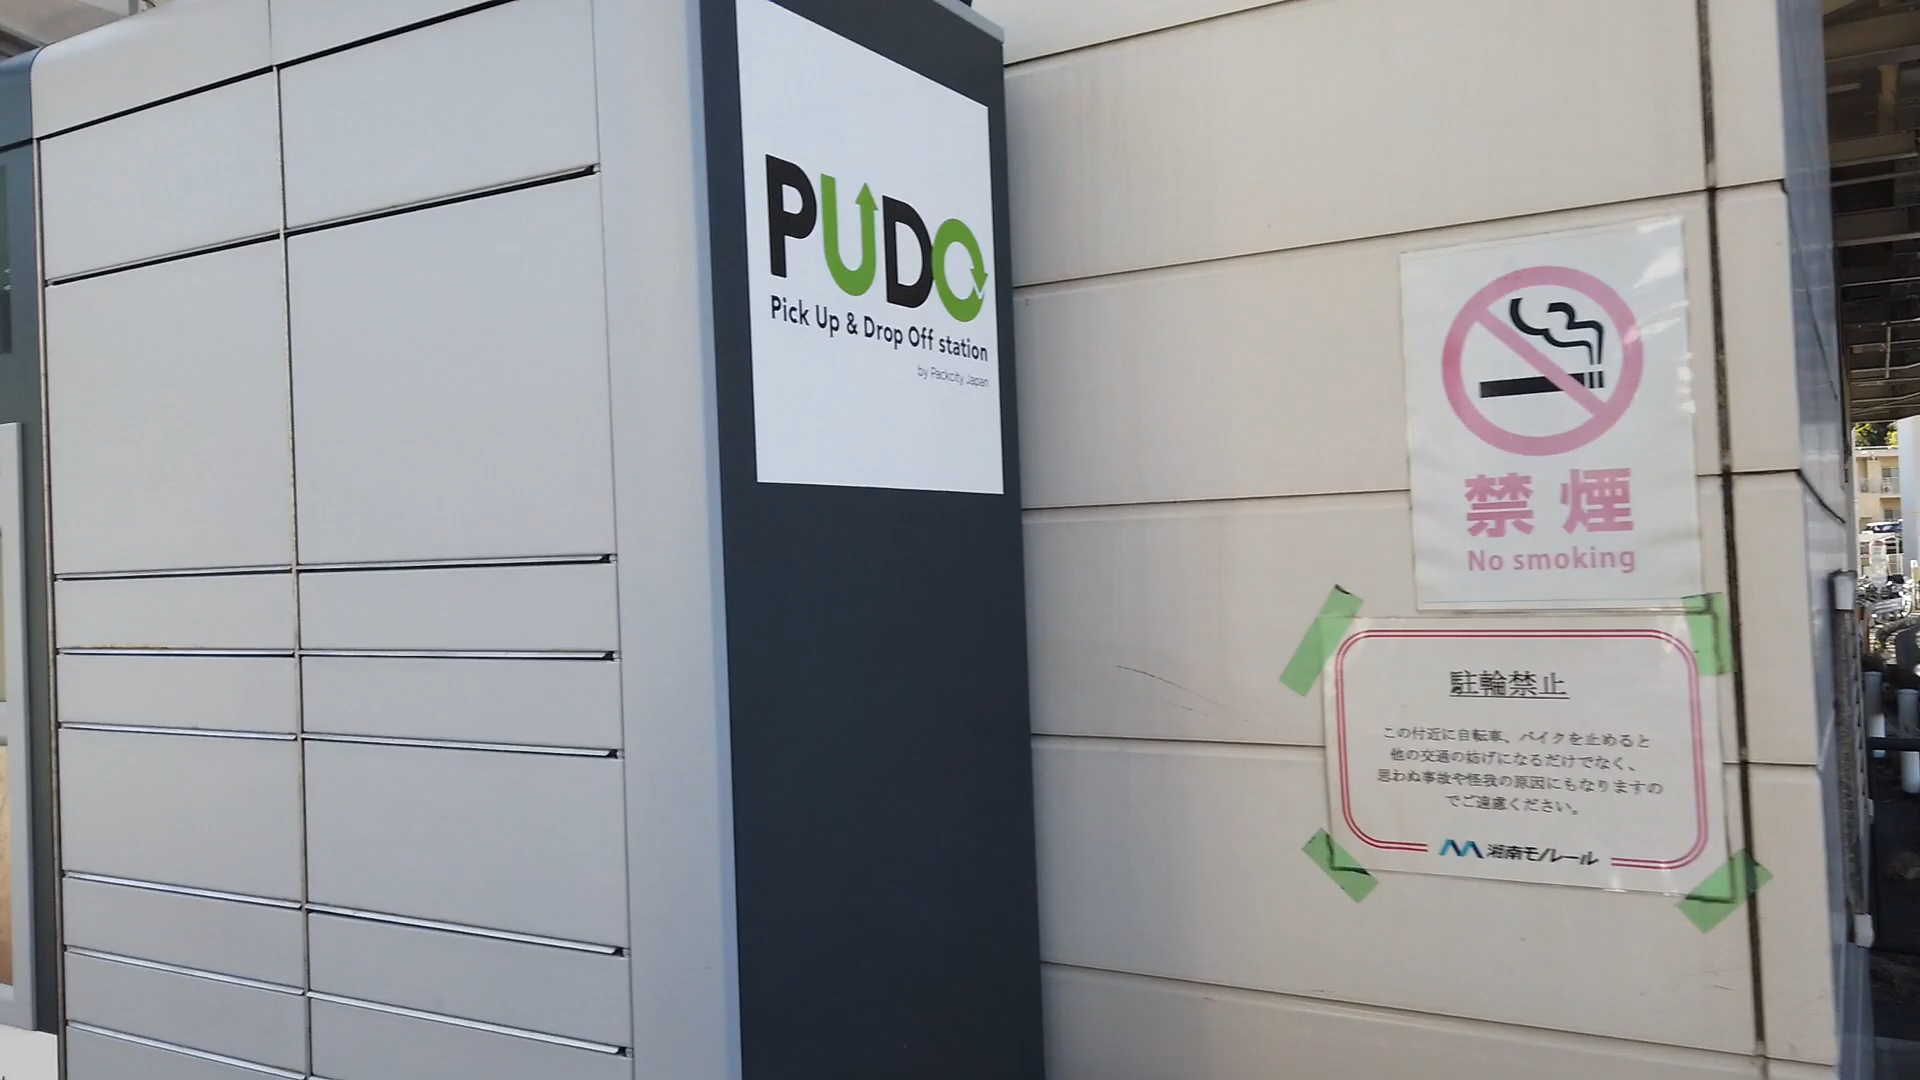 PUDO
Pick Up & Drop Off station
by Packcity Japan
禁煙
No smoking
駐輪禁止
この付近に自転車、バイクを止めると
他の交通の妨げになるだけでなく、
思わぬ事故や怪我の原因にもなりますの
でご遠慮ください。
湘南モノレール